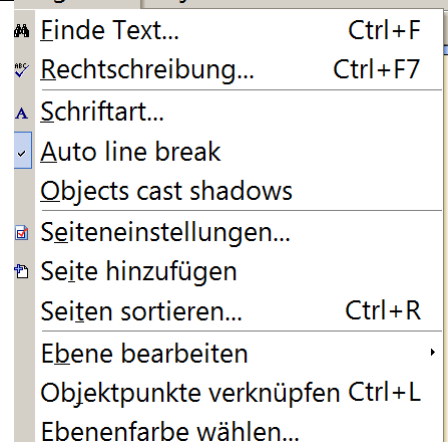 Finde Text... Ctrl+F
Rechtschreibung... Ctrl+F7
Schriftart...
Auto line break
Objects cast shadows
Seiteneinstellungen...
Seite hinzufügen
Seiten sortieren... Ctrl+R
Ebene bearbeiten
Objektpunkte verknüpfen Ctrl+L
Ebenenfarbe wählen...